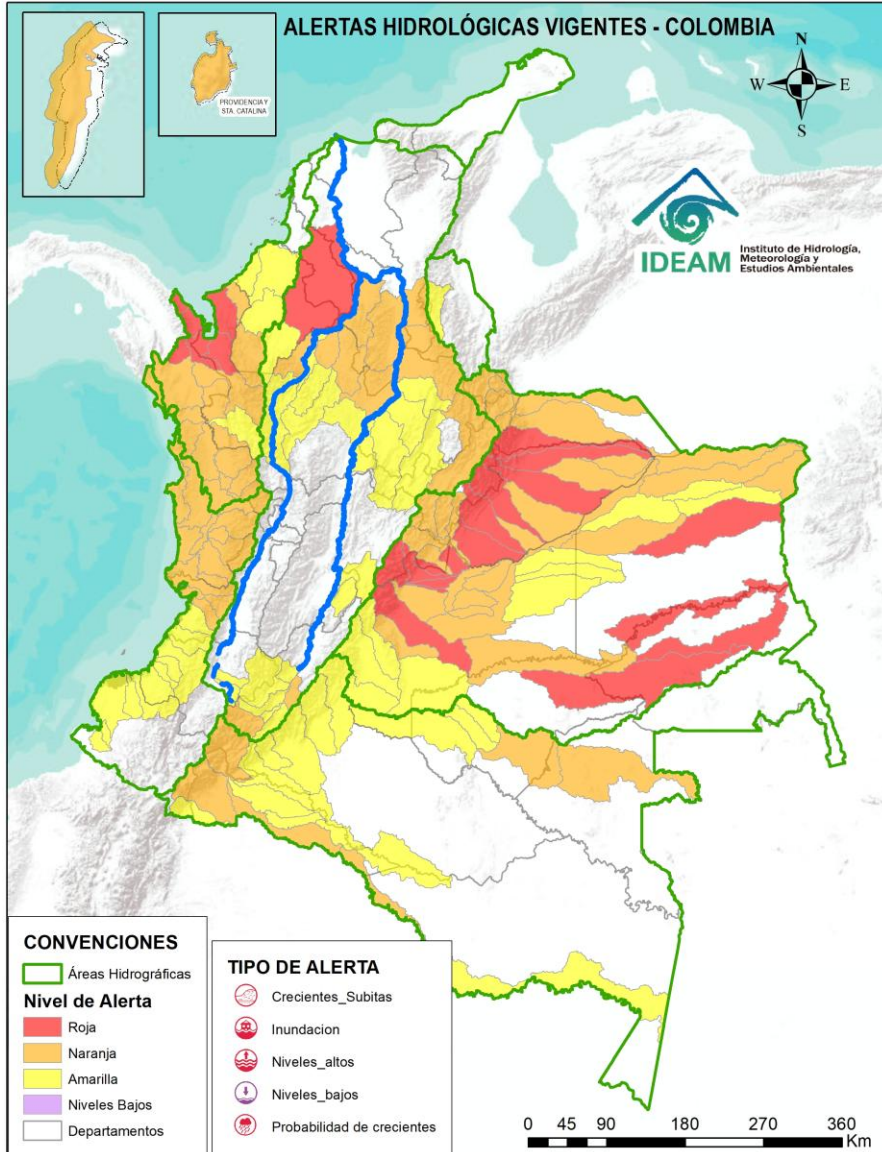 ALERTAS HIDROLÓGICAS VIGENTES - COLOMBIA
PROVIDENCIA Y
STA. CATALINA
N
W
E
S
IDEAM
Instituto de Hidrología,
Meteorología y
Estudios Ambientales
CONVENCIONES
Áreas Hidrográficas
Nivel de Alerta
Roja
Naranja
Amarilla
Niveles Bajos
Departamentos
TIPO DE ALERTA
Crecientes_Subitas
Inundacion
Niveles_altos
Niveles_bajos
Probabilidad de crecientes
0 45 90 180 270 360
Km